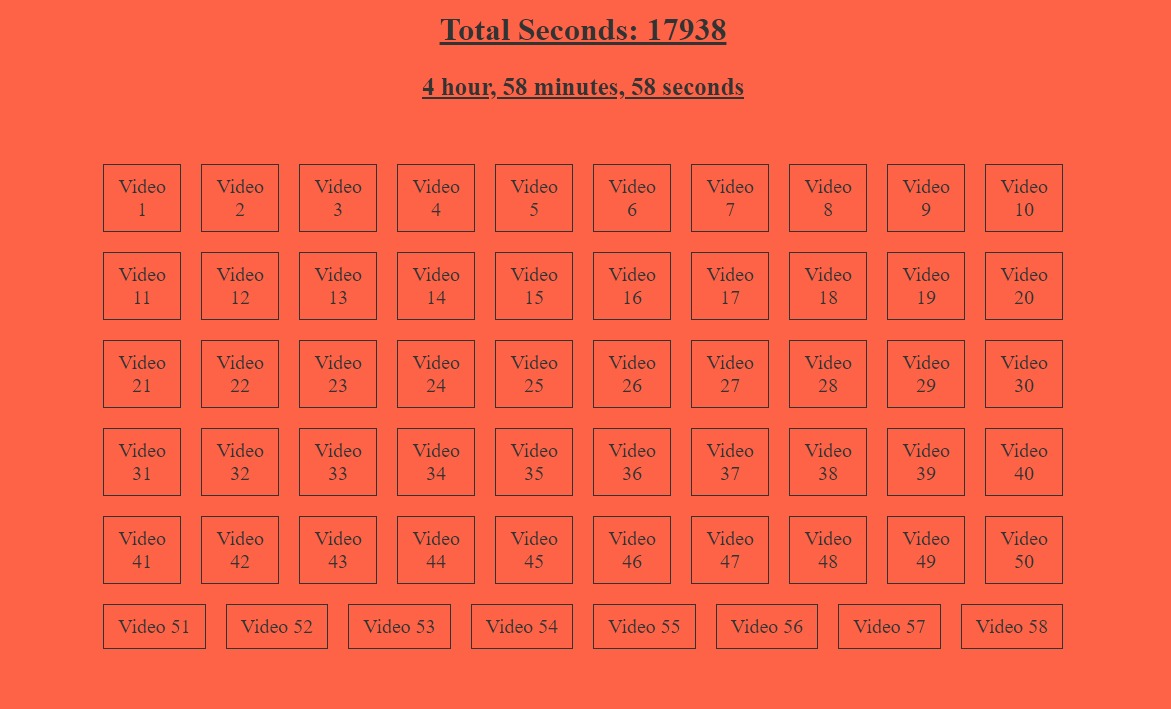 Total Seconds: 17938
4 hour, 58 minutes, 58 seconds
Video 1
Video 2
Video 3
Video 4
Video 5
Video 6
Video 7
Video 8
Video 9
Video 10
Video 11
Video 12
Video 13
Video 14
Video 15
Video 16
Video 17
Video 18
Video 19
Video 20
Video 21
Video 22
Video 23
Video 24
Video 25
Video 26
Video 27
Video 28
Video 29
Video 30
Video 31
Video 32
Video 33
Video 34
Video 35
Video 36
Video 37
Video 38
Video 39
Video 40
Video 41
Video 42
Video 43
Video 44
Video 45
Video 46
Video 47
Video 48
Video 49
Video 50
Video 51
Video 52
Video 53
Video 54
Video 55
Video 56
Video 57
Video 58